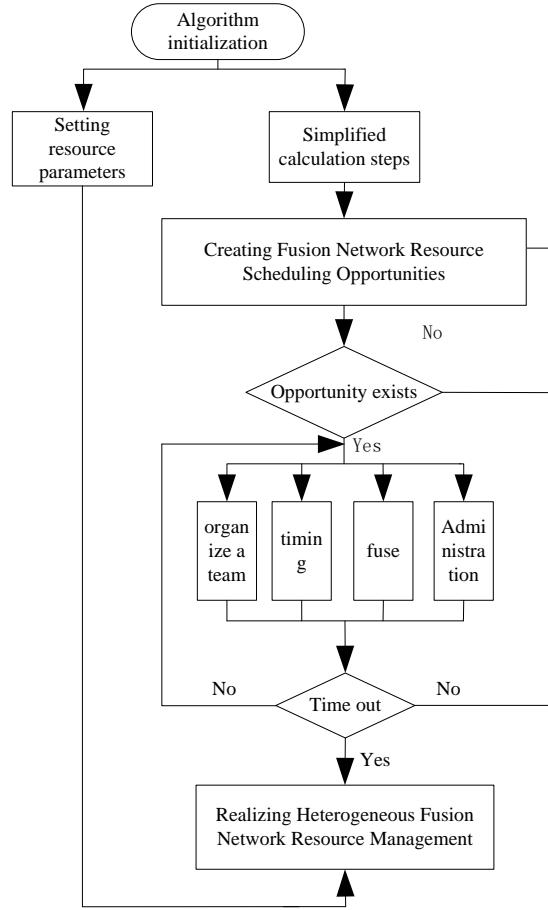 Algorithm
initialization
Setting
resource
parameters
Simplified
calculation steps
Creating Fusion Network Resource
Scheduling Opportunities
No
Opportunity exists
Yes
organ
ize a
team
timin
g
fuse
Admi
nistra
tion
No
Time out
No
Yes
Realizing Heterogeneous Fusion
Network Resource Management